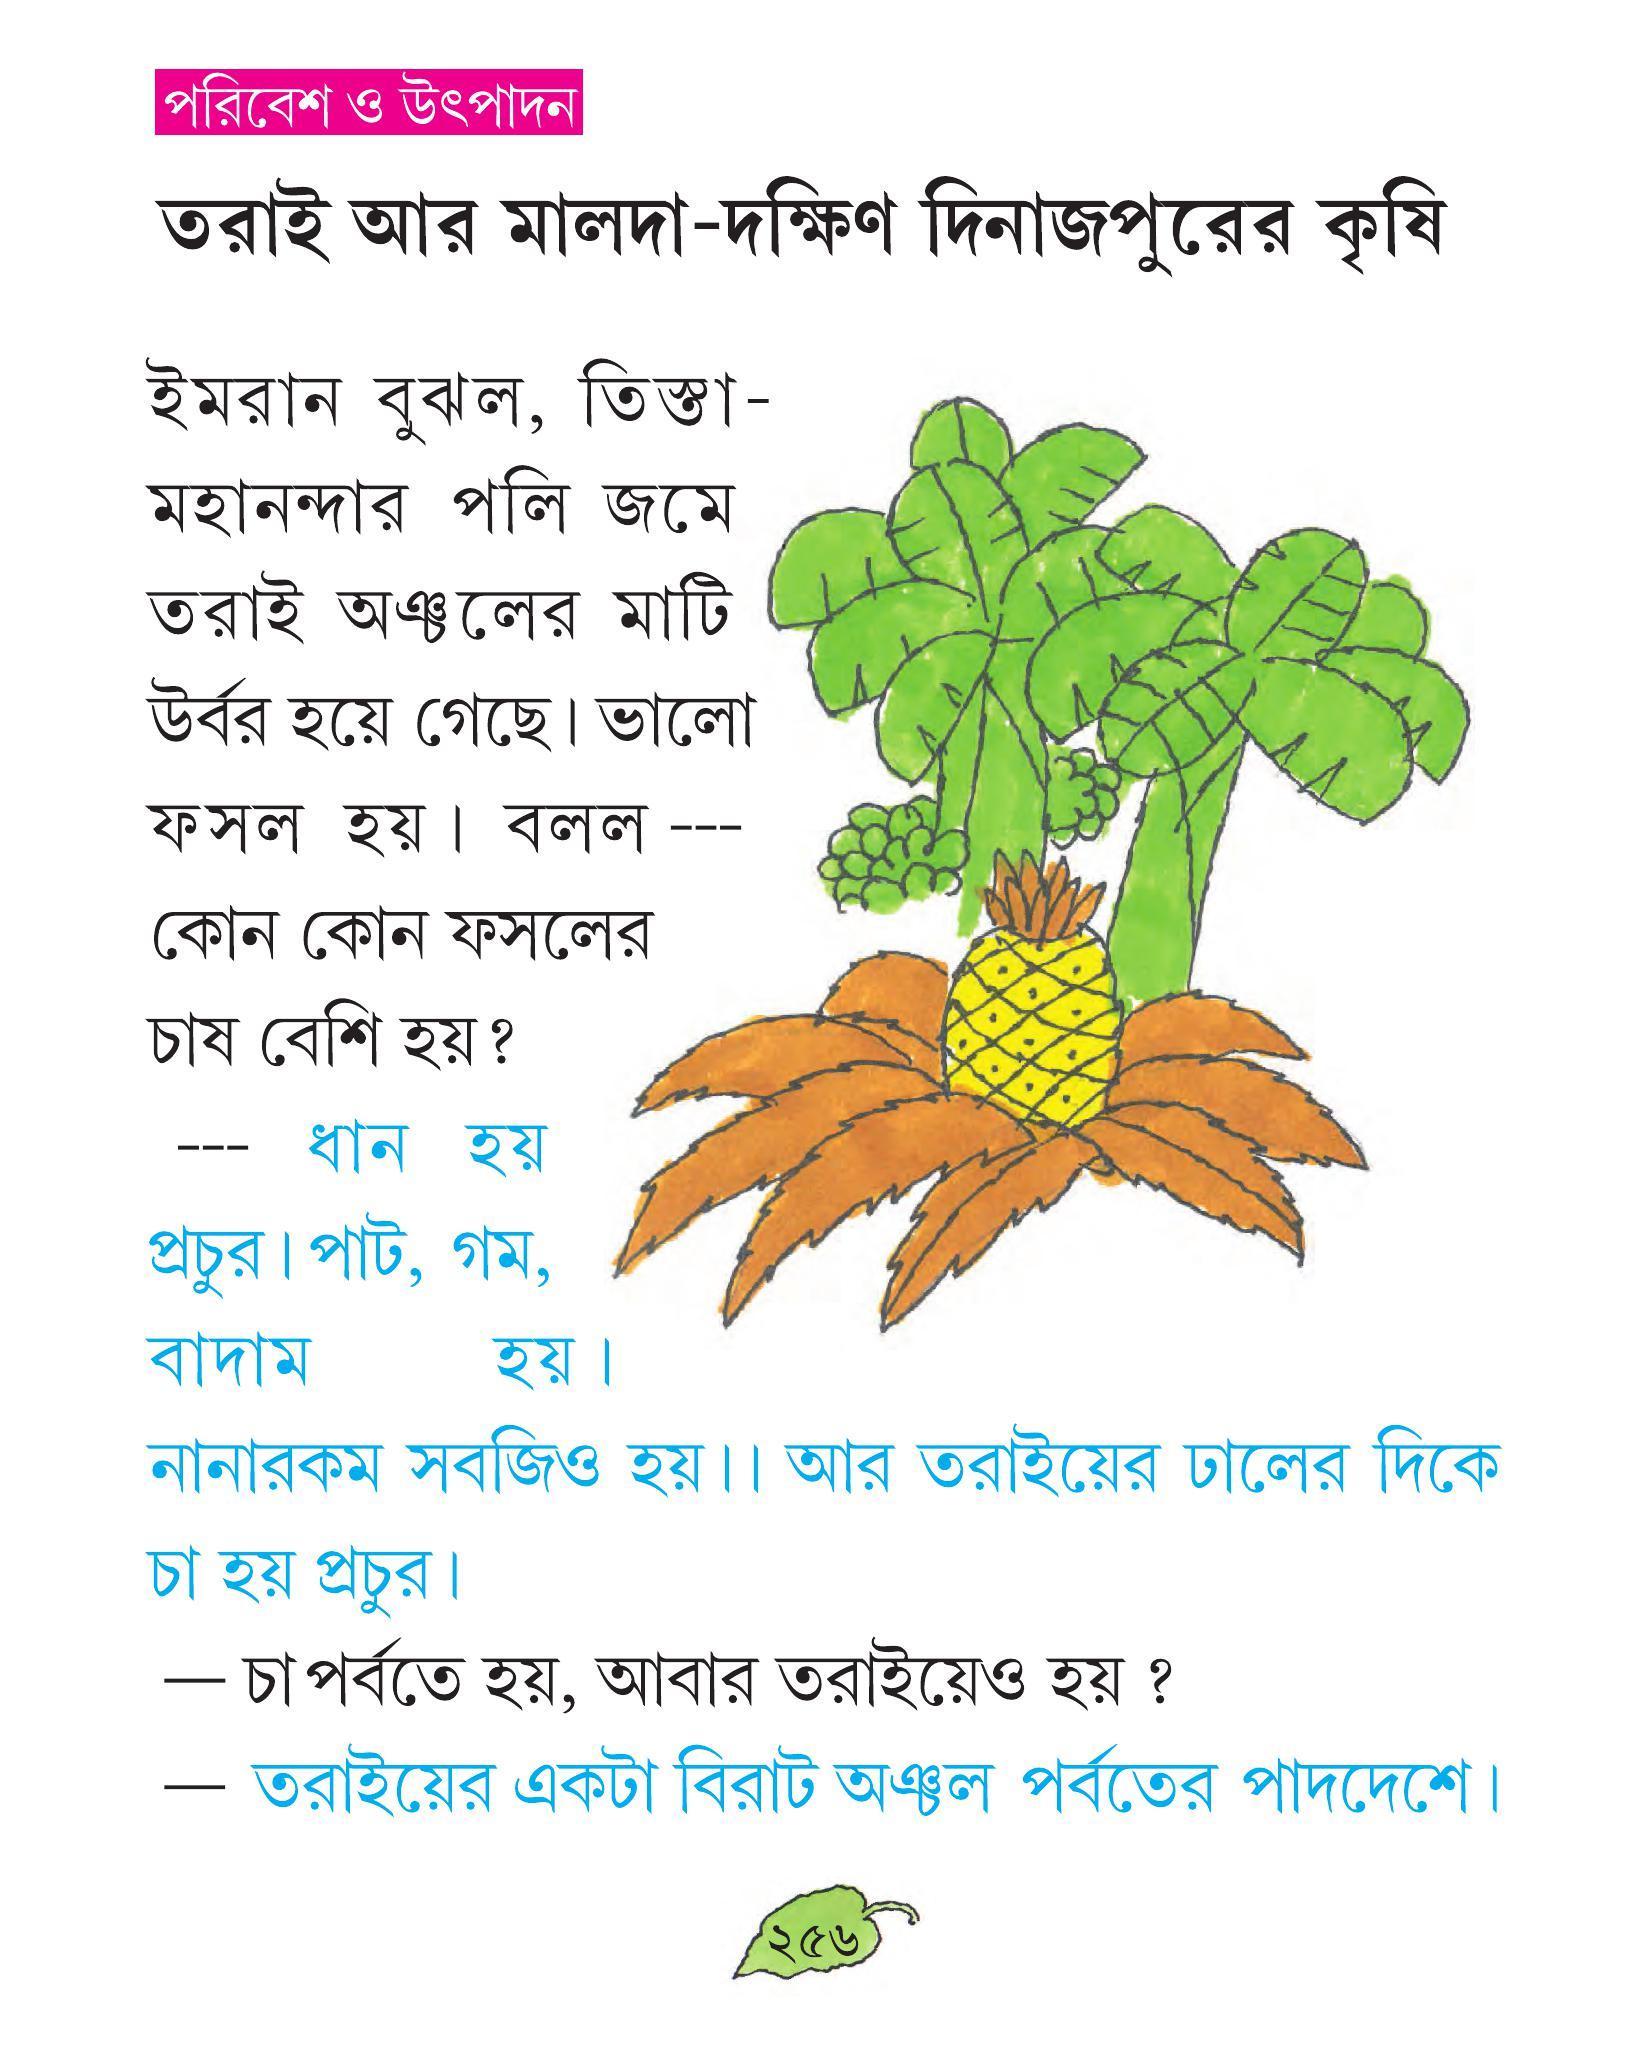 পরিবেশ ও উৎপাদন
তরাই আর মালদা-দক্ষিণ দিনাজপুরের কৃষি
ইমরান বুঝল, তিস্তা-
মহানন্দার পলি জমে
তরাই অঞ্চলের মাটি
উর্বর হয়ে গেছে। ভালো
ফসল হয়। বলল ---
কোন কোন ফসলের
চাষ বেশি হয়?
--- ধান হয়
প্রচুর। পাট, গম,
বাদাম হয়।
নানারকম সবজিও হয়।। আর তরাইয়ের ঢালের দিকে
চা হয় প্রচুর।
— চা পর্বতে হয়, আবার তরাইয়েও হয় ?
— তরাইয়ের একটা বিরাট অঞ্চল পর্বতের পাদদেশে।
২৫৬